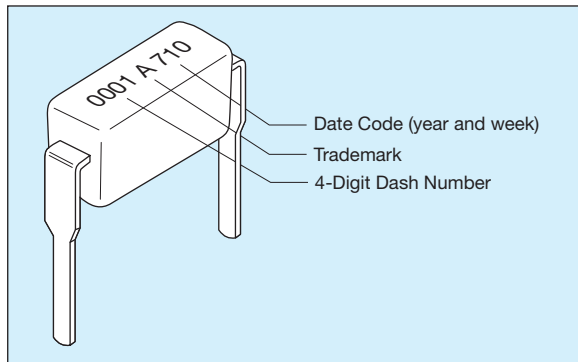 0001 A 710
Date Code (year and week)
Trademark
4-Digit Dash Number